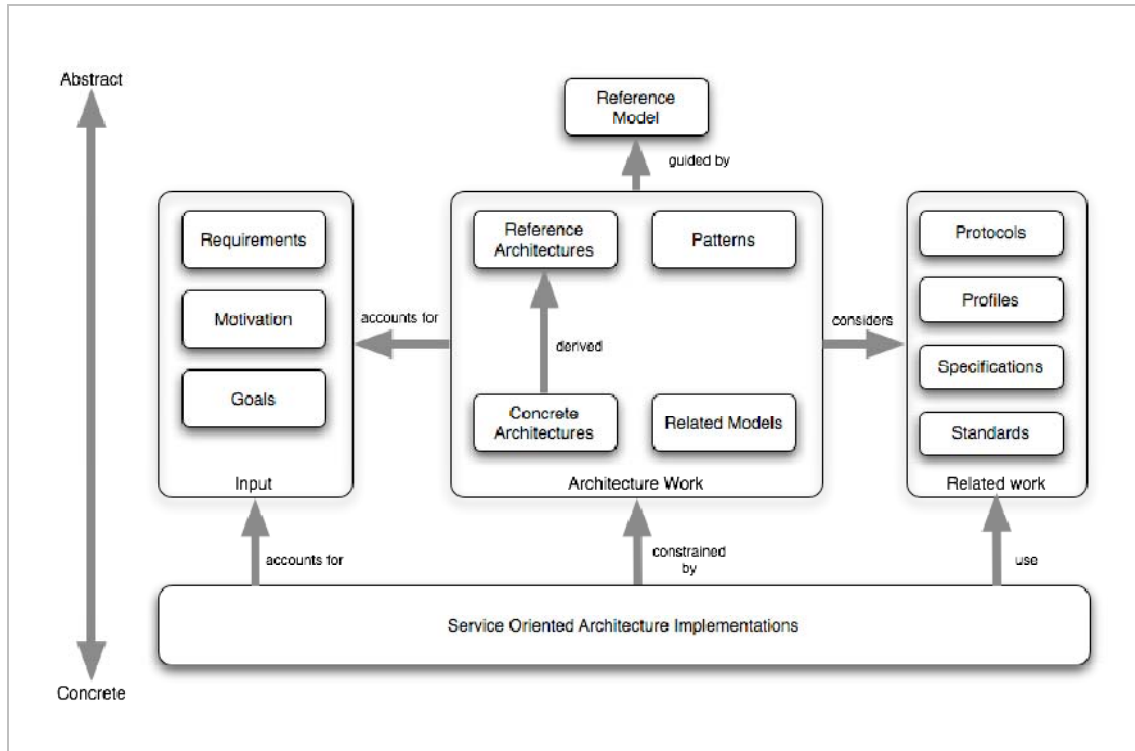 Abstract
Reference
Model
guided by
Requirements
Motivation
Goals
Input
accounts for
Reference
Architectures
Patterns
derived
Concrete
Architectures
Related Models
Architecture Work
considers
Protocols
Profiles
Specifications
Standards
Related work
accounts for
constrained
by
use
Service Oriented Architecture Implementations
Concrete